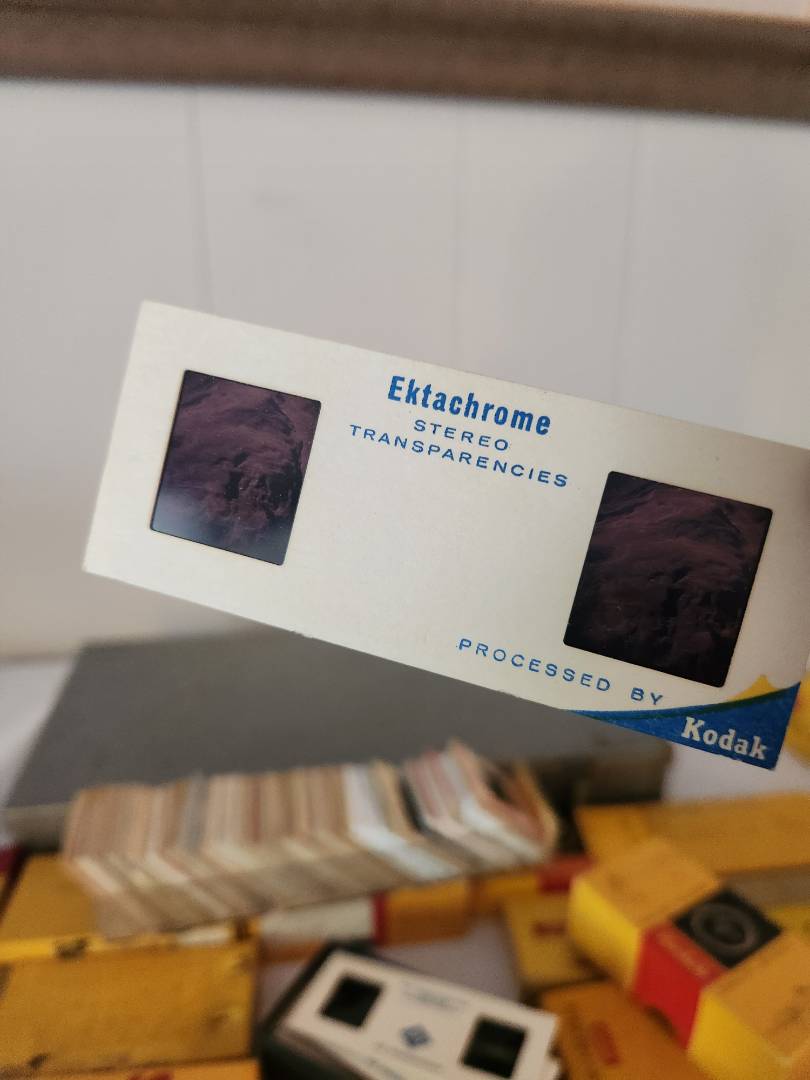 Ektachrome
STEREO
TRANSPARENCIES
PROCESSED BY
Kodak